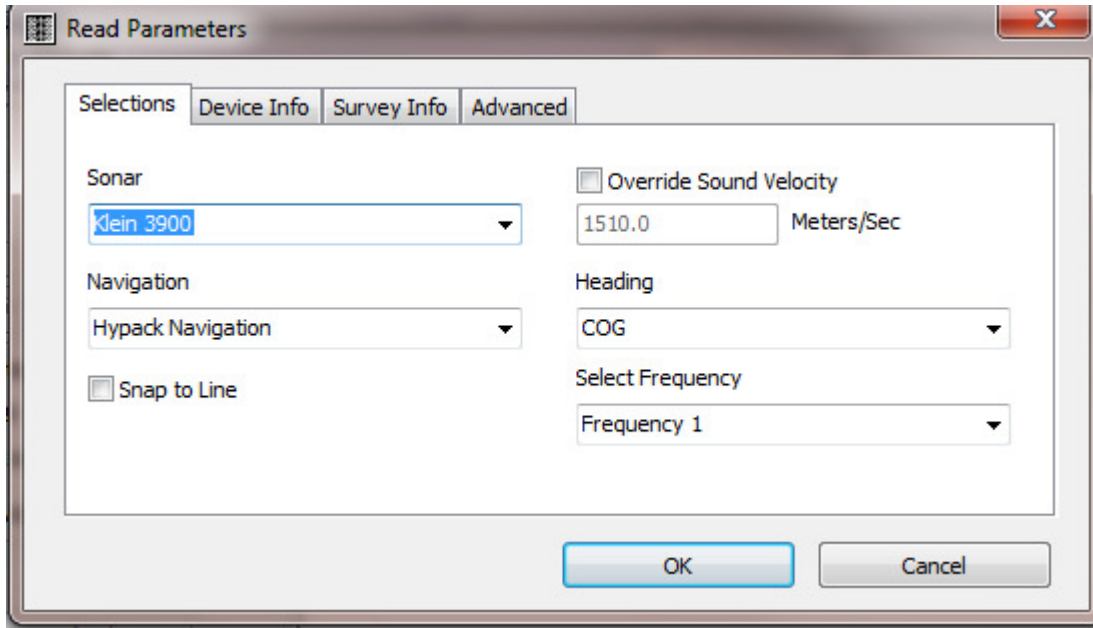 Read Parameters
Selections Device Info Survey Info Advanced
Sonar
Klein 3900
Override Sound Velocity
1510.0 Meters/Sec
Navigation
Hypack Navigation
Heading
COG
Snap to Line
Select Frequency
Frequency 1
OK Cancel